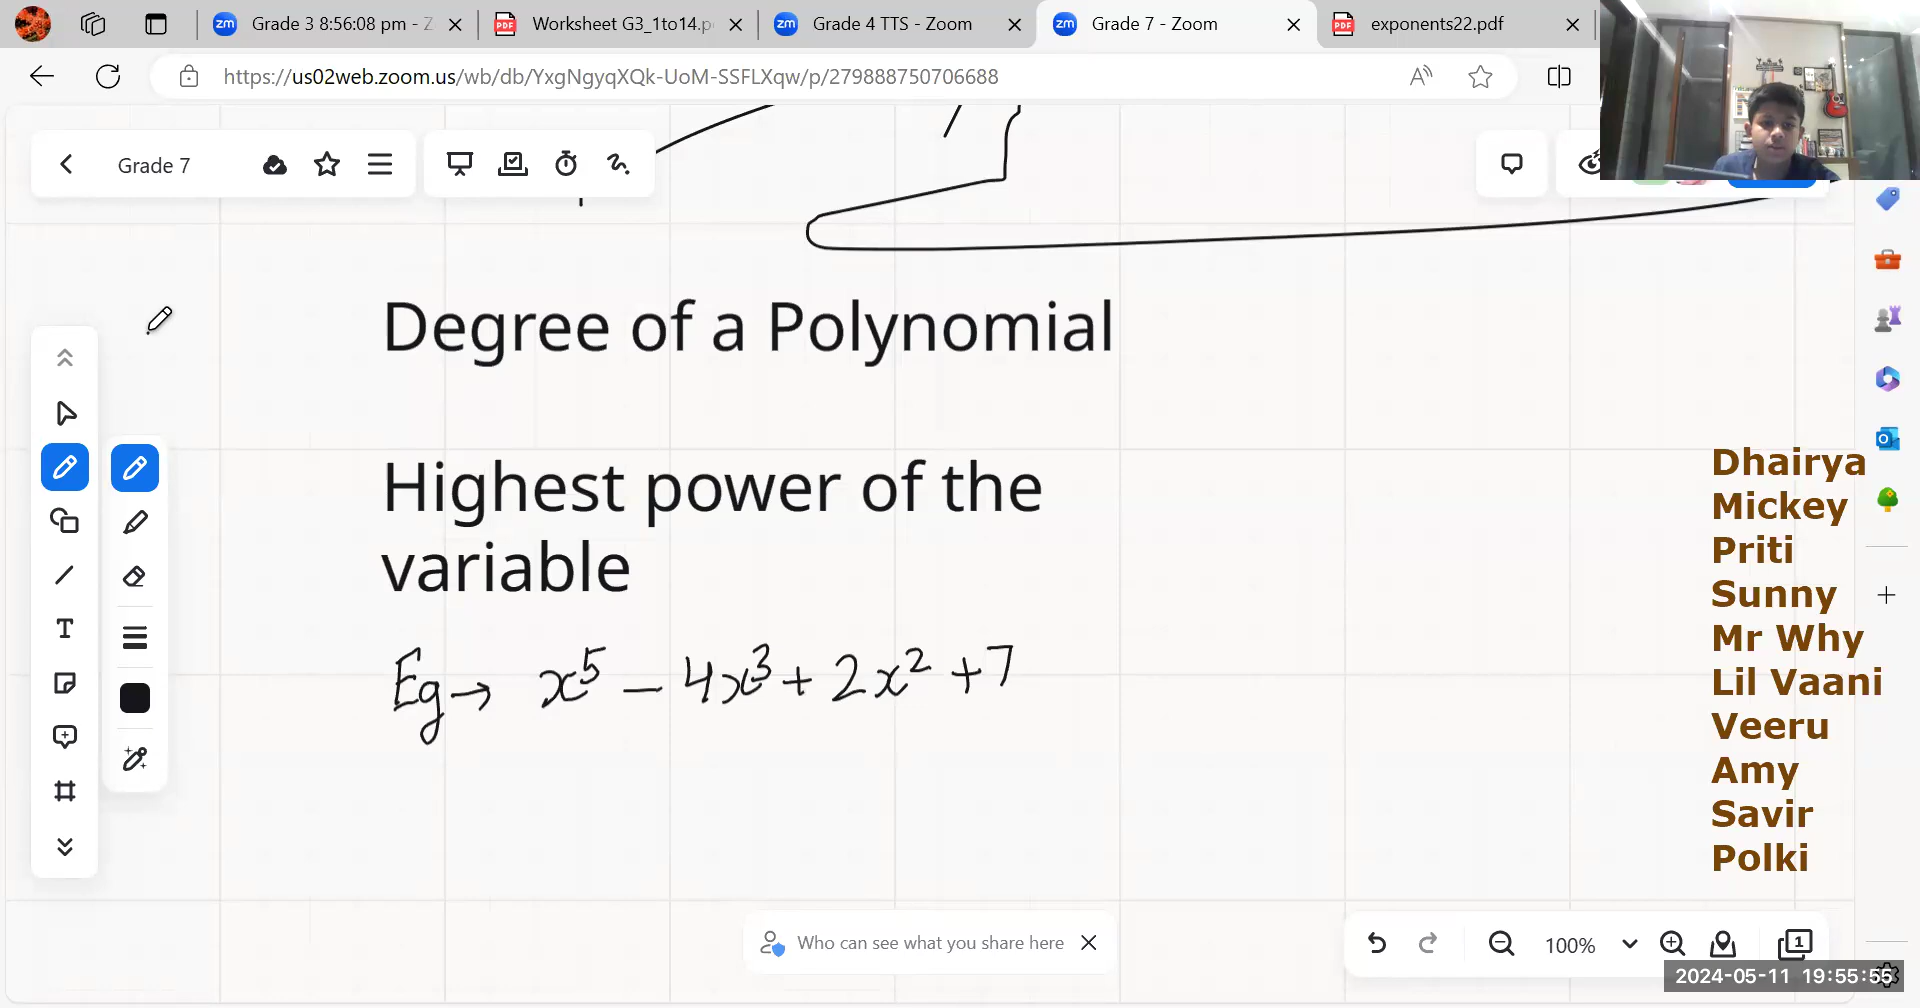 Grade 3 8:56:08 pm - Z
Worksheet G3_1to14.p
Grade 4 TTS - Zoom
Grade 7 - Zoom
exponents22.pdf
https://us02web.zoom.us/wb/db/YxgNgyqXQk-UoM-SSFLXqw/p/279888750706688
Grade 7
Degree of a Polynomial
Highest power of the
variable
Eg → x⁵ – 4x³ + 2x² + 7
Dhairya
Mickey
Priti
Sunny
Mr Why
Lil Vaani
Veeru
Amy
Savir
Polki
Who can see what you share here
100%
1
2024-05-11 19:55:55